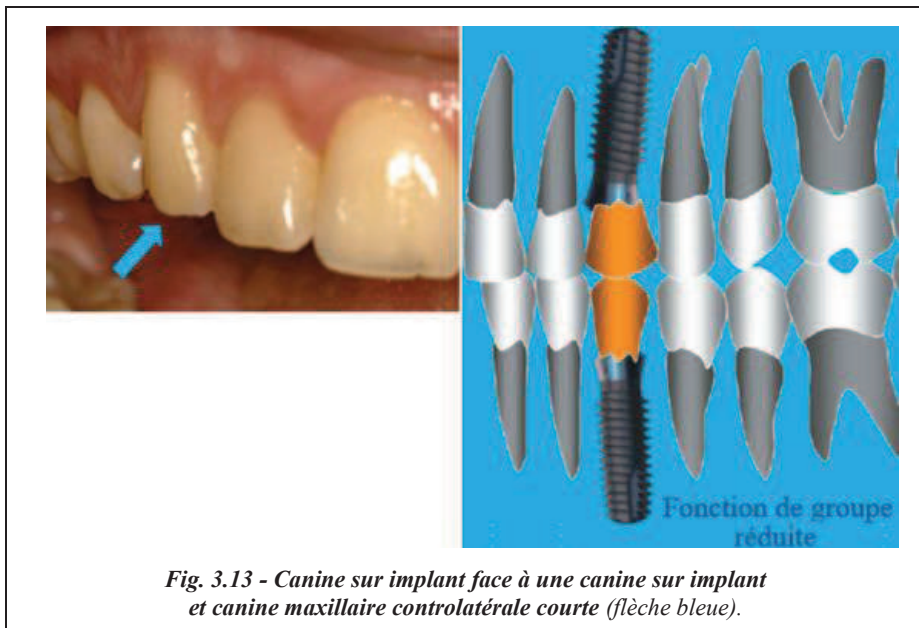 Fonction de groupe
réduite
Fig. 3.13 - Canine sur implant face à une canine sur implant
et canine maxillaire controlatérale courte (flèche bleue).